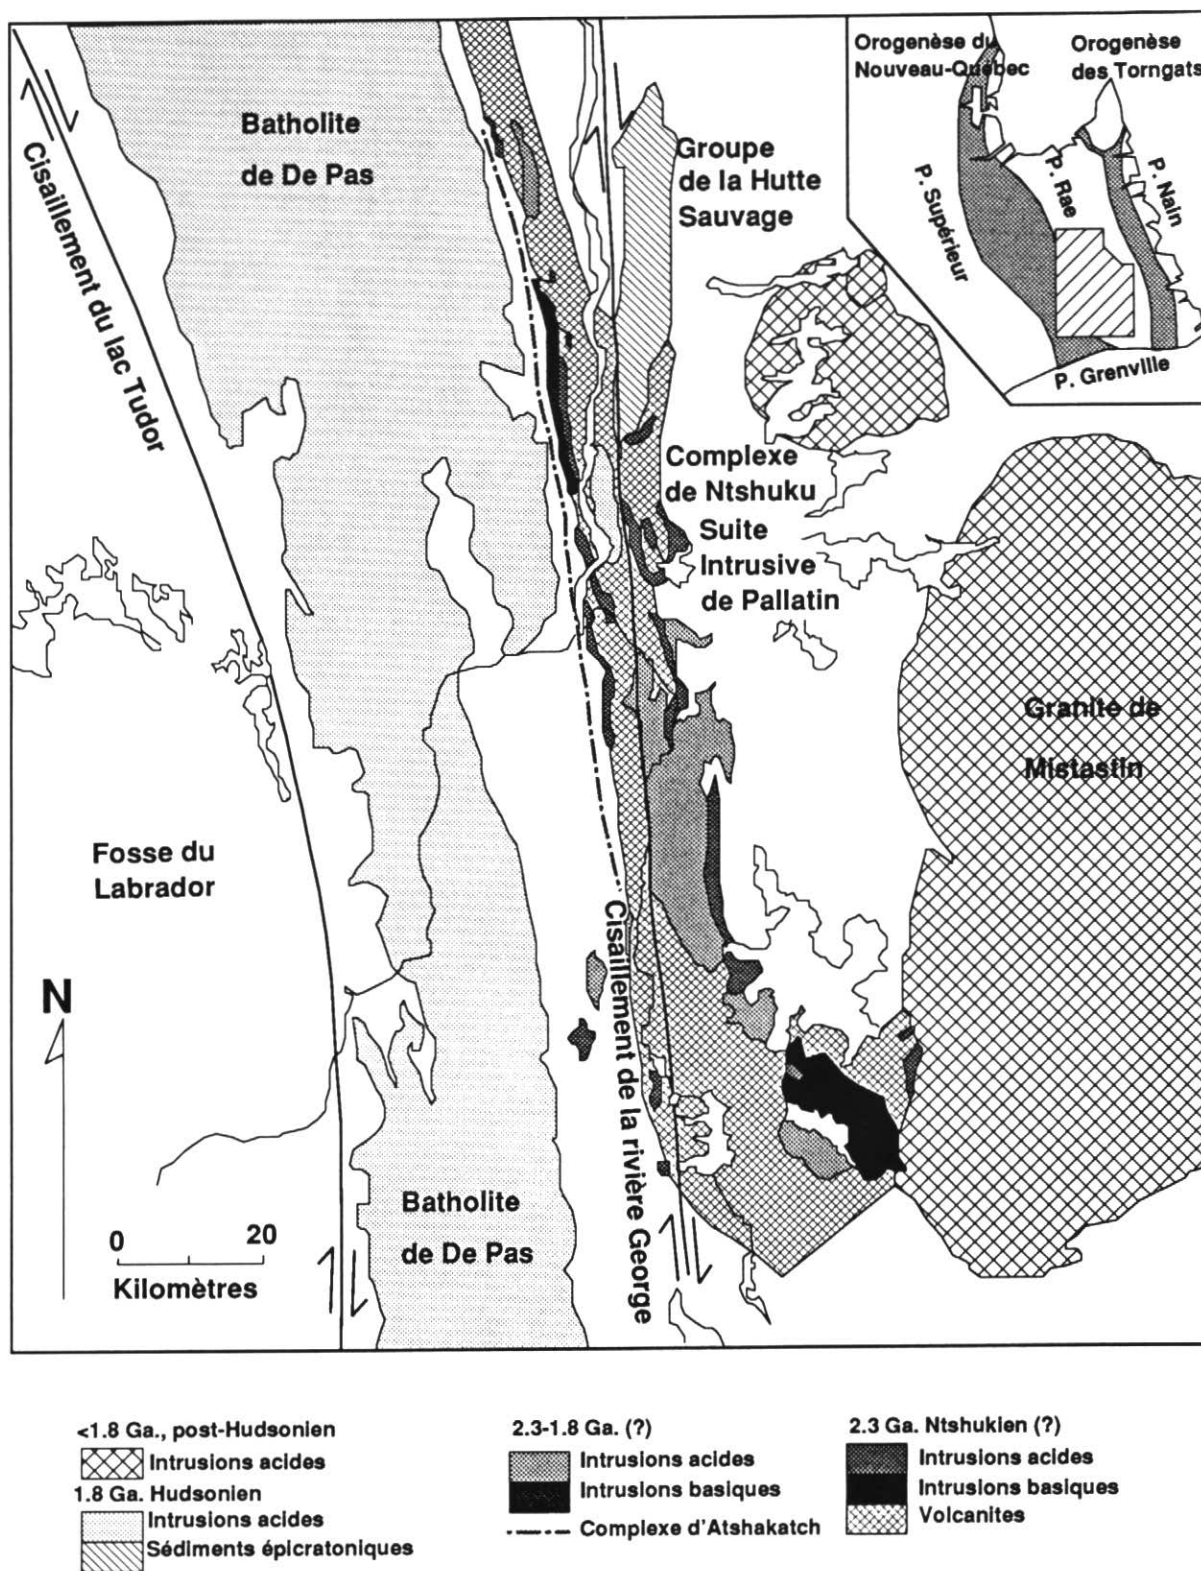 Orogenèse du
Nouveau-Québec
Orogenèse
des Torngats
P. Supérieur
P. Rae
P. Nain
P. Grenville
Batholite
de De Pas
Cisaillement du lac Tudor
Groupe
de la Hutte
Sauvage
Complexe
de Ntshuku
Suite
Intrusive
de Pallatin
Granite de
Mistastin
Fosse du
Labrador
Cisaillement de la rivière George
N
Batholite
de De Pas
0 20
Kilomètres
<1.8 Ga., post-Hudsonien
Intrusions acides
1.8 Ga. Hudsonien
Intrusions acides
Sédiments épicratoniques
2.3-1.8 Ga. (?)
Intrusions acides
Intrusions basiques
Complexe d'Atshakatch
2.3 Ga. Ntshukien (?)
Intrusions acides
Intrusions basiques
Volcanites